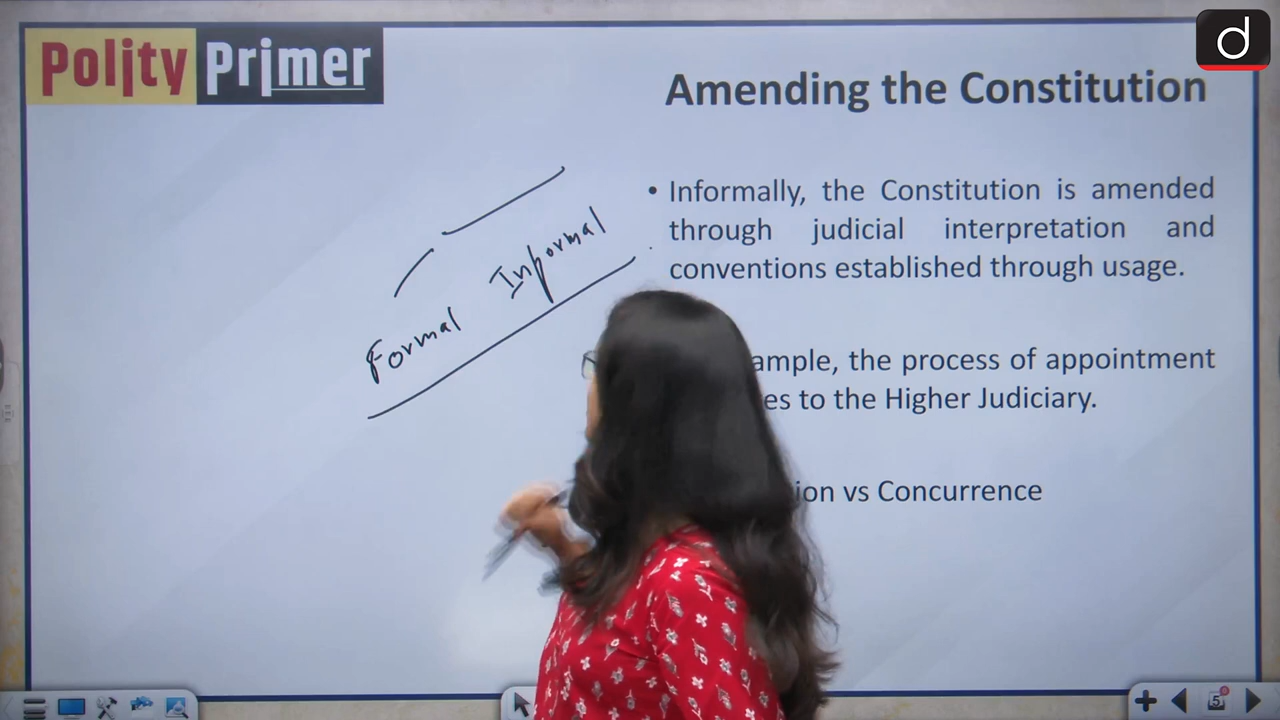 Polity Primer
d
Amending the Constitution
• Informally, the Constitution is amended
through judicial interpretation and
conventions established through usage.
ample, the process of appointment
es to the Higher Judiciary.
ion vs Concurrence
Formal Informal
5